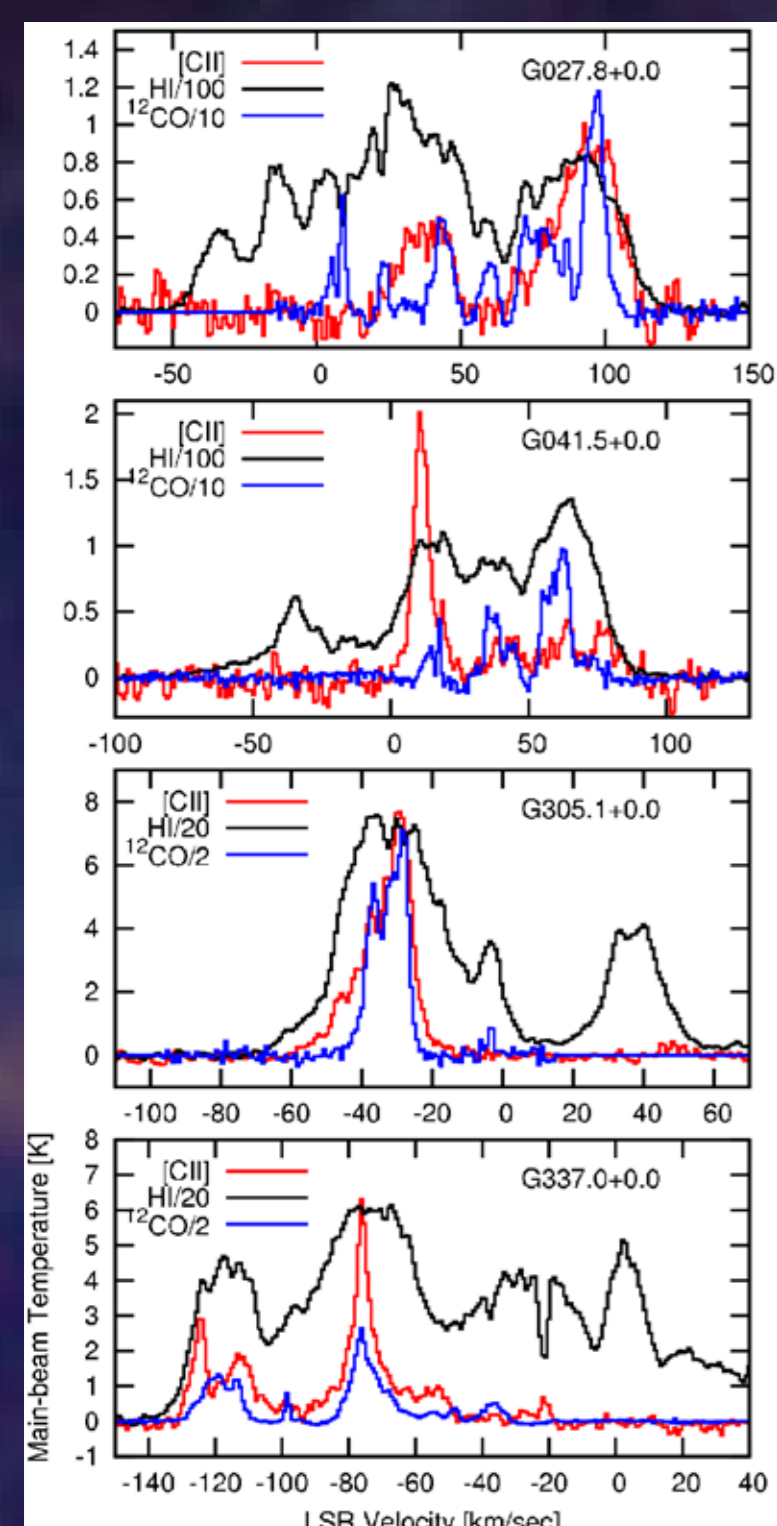 1.4
[CII]
G027.8+0.0
1.2
HI/100
1
12CO/10
0.8
0.6
0.4
0.2
0
-50 0 50 100 150
2
[CII]
G041.5+0.0
HI/100
1.5
12CO/10
1
0.5
0
-100 -50 0 50 100
8
[CII]
G305.1+0.0
HI/20
12CO/2
6
4
2
0
-100 -80 -60 -40 -20 0 20 40 60
Main-beam Temperature [K]
8
7
[CII]
G337.0+0.0
HI/20
6
12CO/2
5
4
3
2
1
0
-1
-140 -120 -100 -80 -60 -40 -20 0 20 40
LSR Velocity [km/sec]